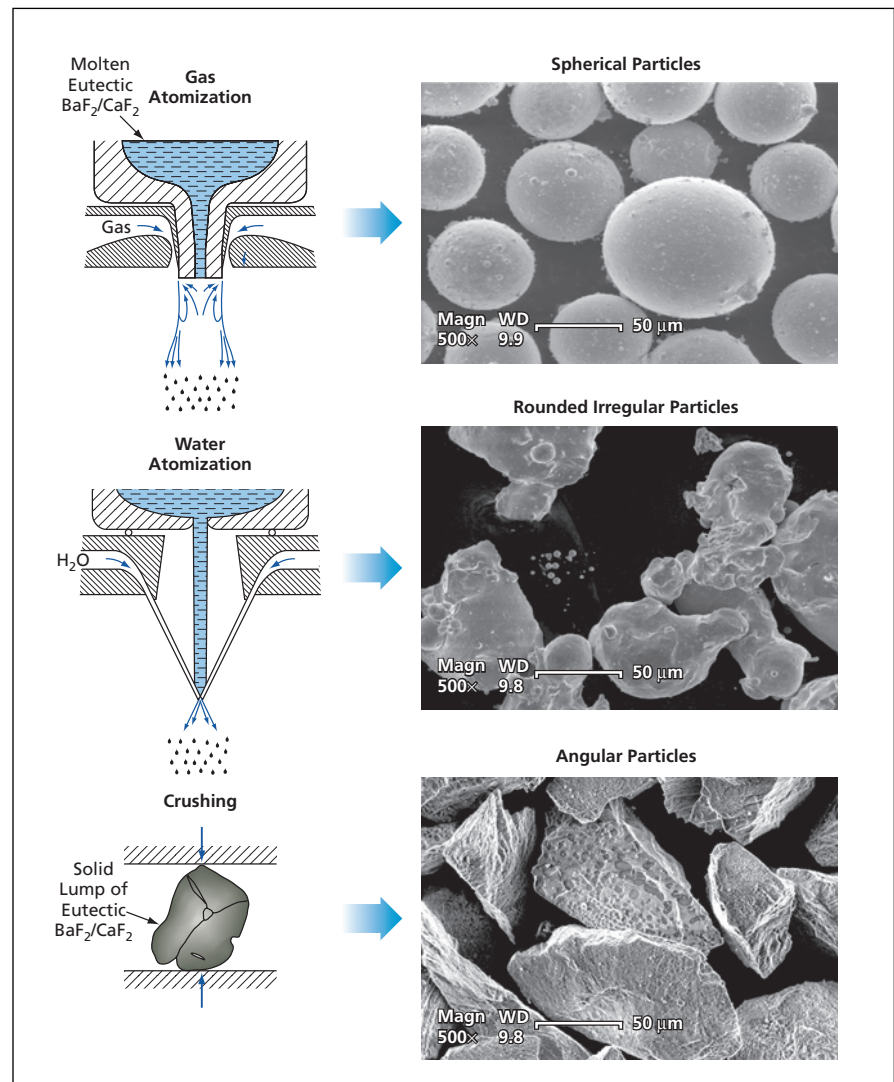 Molten
Eutectic
BaF₂/CaF₂
Gas
Atomization
Spherical Particles
Gas
Magn WD
500× 9.9
50 μm
Rounded Irregular Particles
Water
Atomization
H₂O
Magn WD
500× 9.8
50 μm
Angular Particles
Crushing
Solid
Lump of
Eutectic
BaF₂/CaF₂
Magn WD
500× 9.8
50 μm